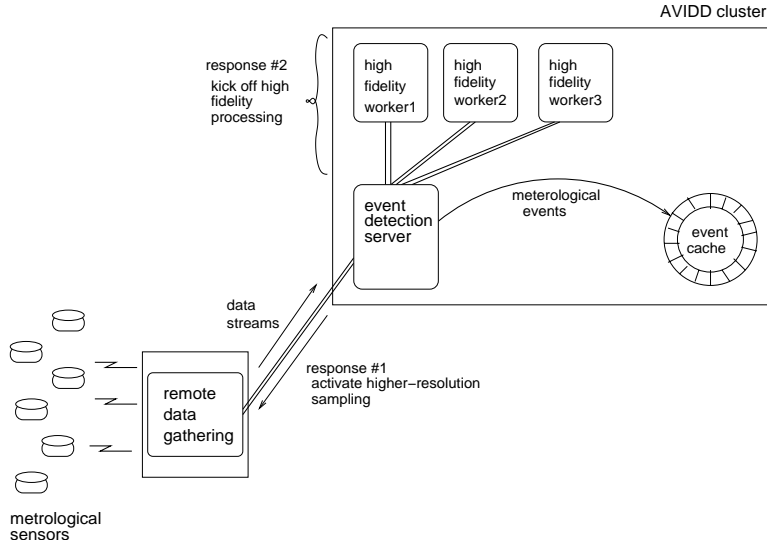 AVIDD cluster
response #2
kick off high
fidelity
processing
high
fidelity
worker1
high
fidelity
worker2
high
fidelity
worker3
event
detection
server
meterological
events
event
cache
data
streams
response #1
activate higher-resolution
sampling
remote
data
gathering
metrological
sensors